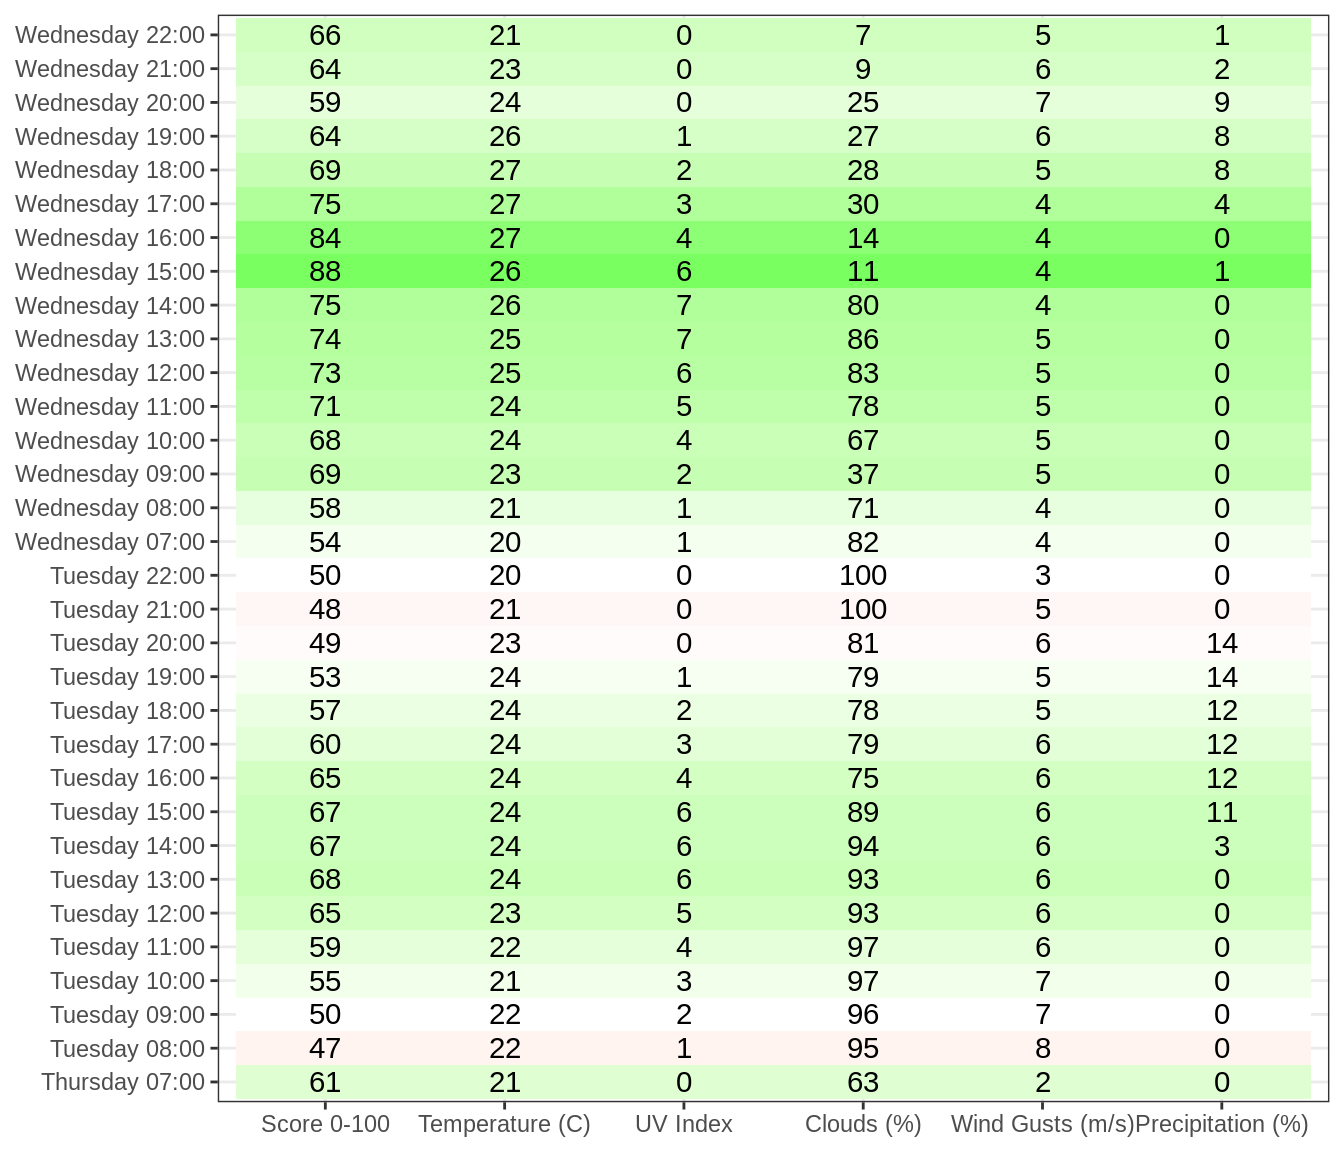 Wednesday 22:00 66 21 0 7 5 1
Wednesday 21:00 64 23 0 9 6 2
Wednesday 20:00 59 24 0 25 7 9
Wednesday 19:00 64 26 1 27 6 8
Wednesday 18:00 69 27 2 28 5 8
Wednesday 17:00 75 27 3 30 4 4
Wednesday 16:00 84 27 4 14 4 0
Wednesday 15:00 88 26 6 11 4 1
Wednesday 14:00 75 26 7 80 4 0
Wednesday 13:00 74 25 7 86 5 0
Wednesday 12:00 73 25 6 83 5 0
Wednesday 11:00 71 24 5 78 5 0
Wednesday 10:00 68 24 4 67 5 0
Wednesday 09:00 69 23 2 37 5 0
Wednesday 08:00 58 21 1 71 4 0
Wednesday 07:00 54 20 1 82 4 0
Tuesday 22:00 50 20 0 100 3 0
Tuesday 21:00 48 21 0 100 5 0
Tuesday 20:00 49 23 0 81 6 14
Tuesday 19:00 53 24 1 79 5 14
Tuesday 18:00 57 24 2 78 5 12
Tuesday 17:00 60 24 3 79 6 12
Tuesday 16:00 65 24 4 75 6 12
Tuesday 15:00 67 24 6 89 6 11
Tuesday 14:00 67 24 6 94 6 3
Tuesday 13:00 68 24 6 93 6 0
Tuesday 12:00 65 23 5 93 6 0
Tuesday 11:00 59 22 4 97 6 0
Tuesday 10:00 55 21 3 97 7 0
Tuesday 09:00 50 22 2 96 7 0
Tuesday 08:00 47 22 1 95 8 0
Thursday 07:00 61 21 0 63 2 0
Score 0-100 Temperature (C) UV Index Clouds (%) Wind Gusts (m/s) Precipitation (%)